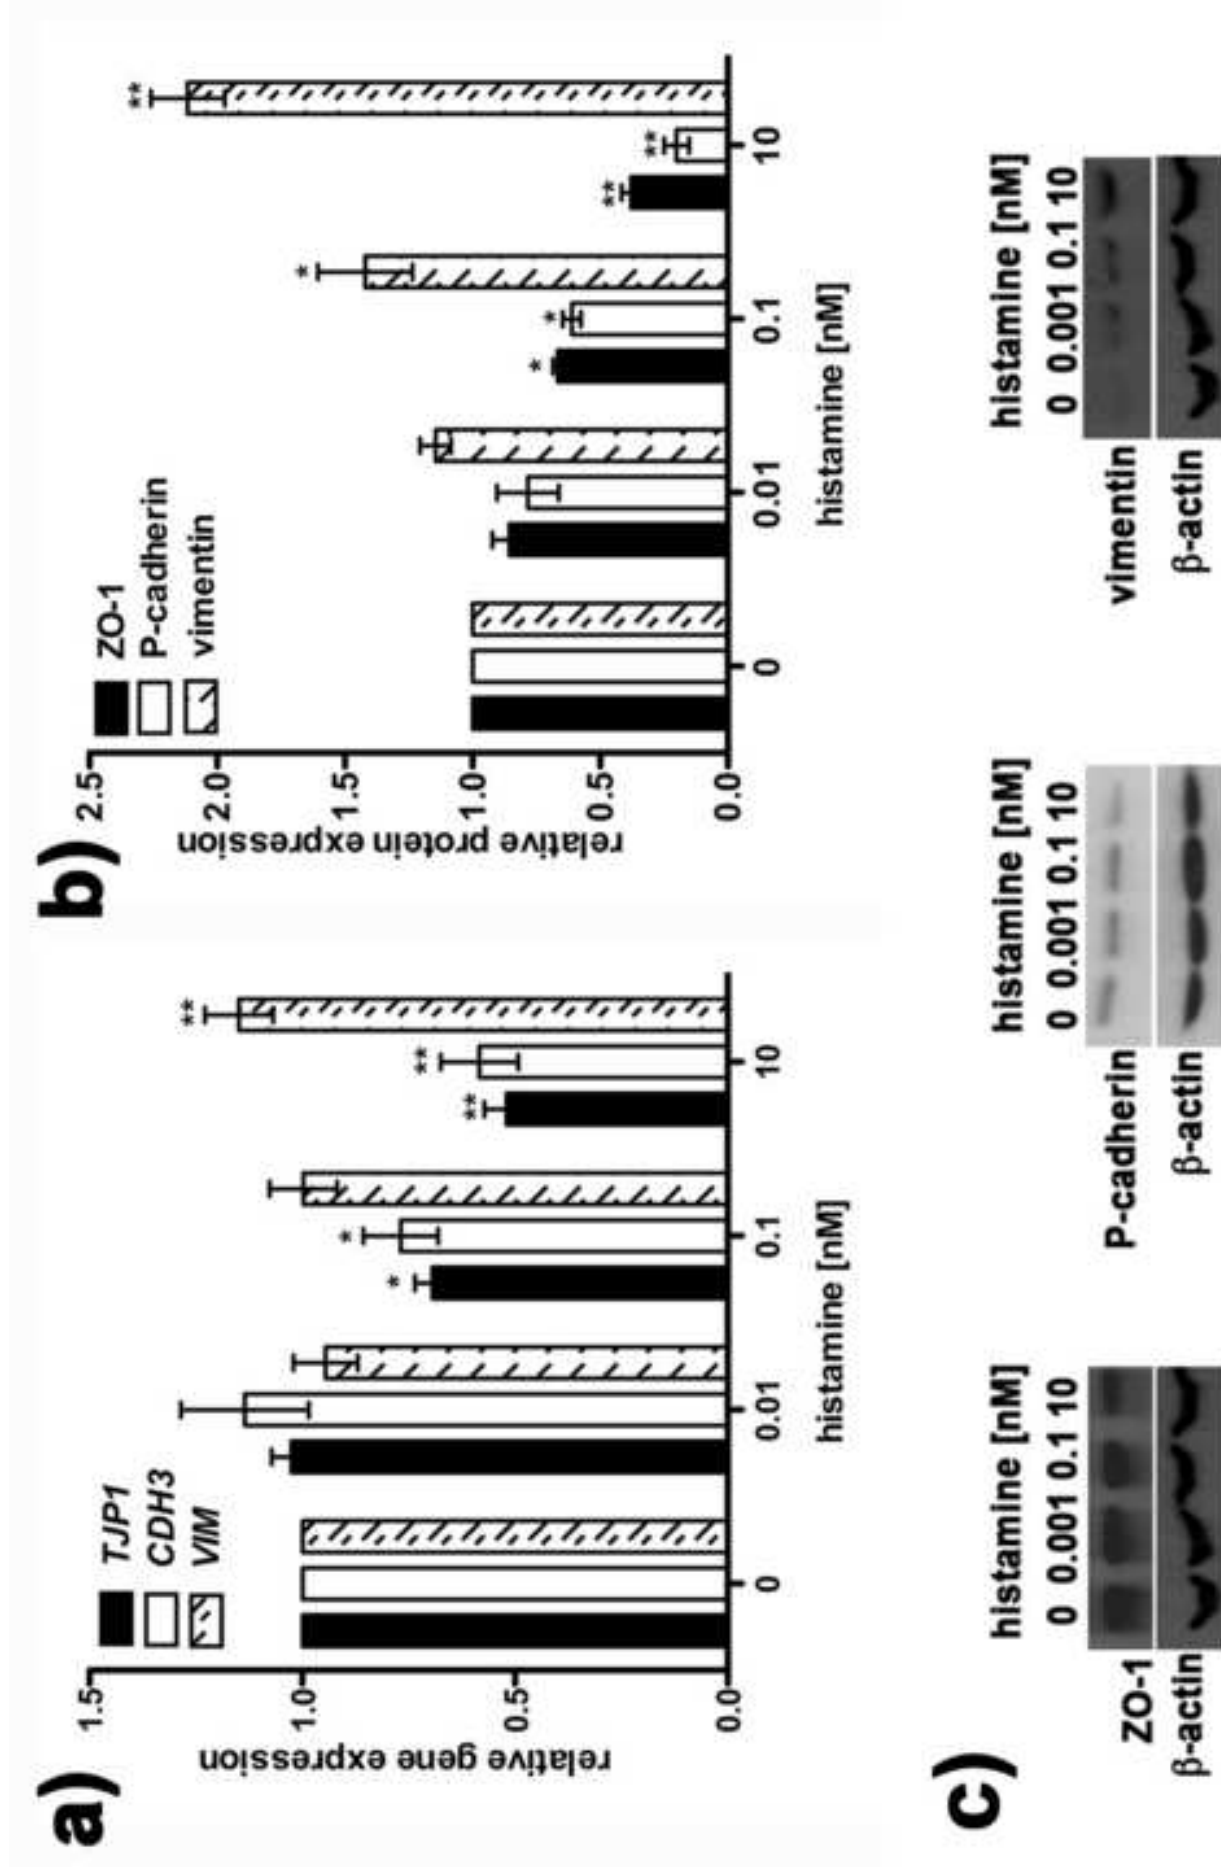 a)
TJP1
CDH3
VIM
1.5
1.0
0.5
0.0
relative gene expression
0 0.01 0.1 10
histamine [nM]
** ** **
* *
b)
ZO-1
P-cadherin
vimentin
2.5
2.0
1.5
1.0
0.5
0.0
relative protein expression
0 0.01 0.1 10
histamine [nM]
* * *
** ** **
c)
histamine [nM]
0 0.001 0.1 10
ZO-1
β-actin
histamine [nM]
0 0.001 0.1 10
P-cadherin
β-actin
histamine [nM]
0 0.001 0.1 10
vimentin
β-actin